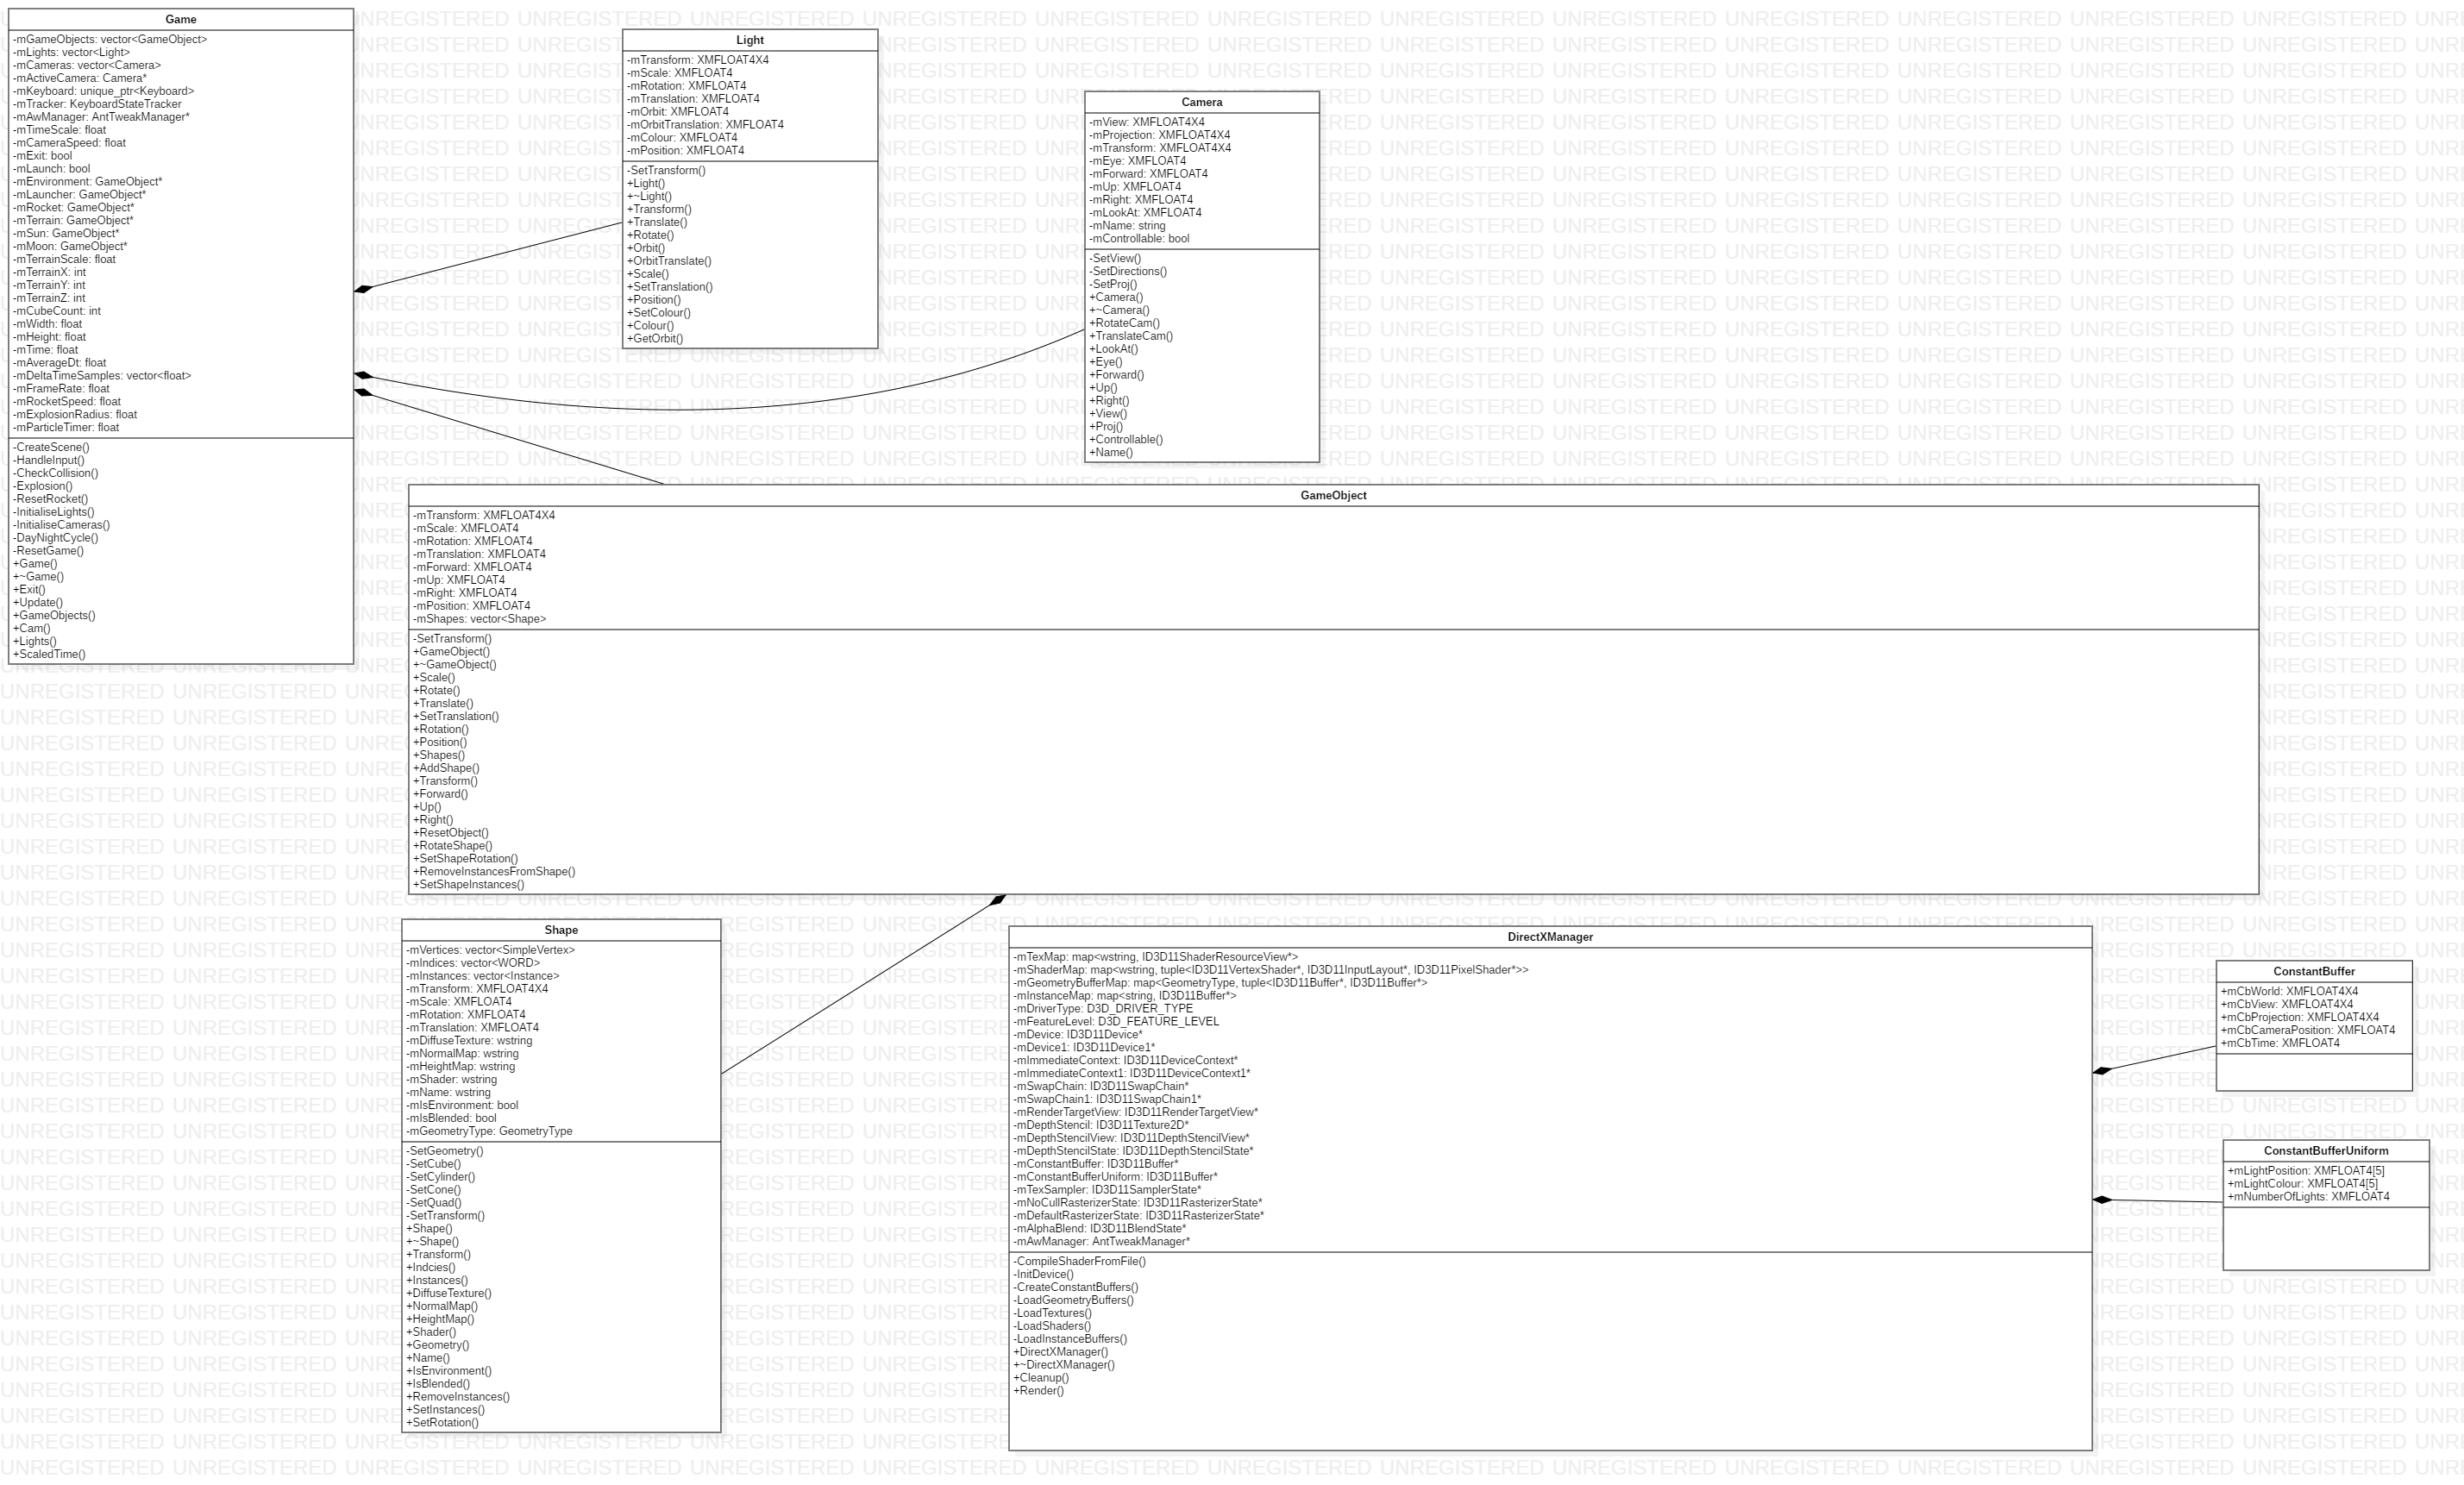 Game
-mGameObjects: vector<GameObject>
-mLights: vector<Light>
-mCameras: vector<Camera>
-mActiveCamera: Camera*
-mKeyboard: unique_ptr<Keyboard>
-mTracker: KeyboardStateTracker
-mAwManager: AntTweakManager*
-mTimeScale: float
-mCameraSpeed: float
-mExit: bool
-mLaunch: bool
-mEnvironment: GameObject*
-mLauncher: GameObject*
-mRocket: GameObject*
-mTerrain: GameObject*
-mSun: GameObject*
-mMoon: GameObject*
-mTerrainScale: float
-mTerrainX: int
-mTerrainY: int
-mTerrainZ: int
-mCubeCount: int
-mWidth: float
-mHeight: float
-mTime: float
-mAverageDt: float
-mDeltaTimeSamples: vector<float>
-mFrameRate: float
-mRocketSpeed: float
-mExplosionRadius: float
-mParticleTimer: float
-CreateScene()
-HandleInput()
-CheckCollision()
-Explosion()
-ResetRocket()
-InitialiseLights()
-InitialiseCameras()
-DayNightCycle()
-ResetGame()
+Game()
+~Game()
+Exit()
+Update()
+GameObjects()
+Cam()
+Lights()
+ScaledTime()
Light
-mTransform: XMFLOAT4X4
-mScale: XMFLOAT4
-mRotation: XMFLOAT4
-mTranslation: XMFLOAT4
-mOrbit: XMFLOAT4
-mOrbitTranslation: XMFLOAT4
-mColour: XMFLOAT4
-mPosition: XMFLOAT4
-SetTransform()
+Light()
+~Light()
+Transform()
+Translate()
+Rotate()
+Orbit()
+OrbitTranslate()
+Scale()
+SetTranslation()
+Position()
+SetColour()
+Colour()
+GetOrbit()
Camera
-mView: XMFLOAT4X4
-mProjection: XMFLOAT4X4
-mTransform: XMFLOAT4X4
-mEye: XMFLOAT4
-mForward: XMFLOAT4
-mUp: XMFLOAT4
-mRight: XMFLOAT4
-mLookAt: XMFLOAT4
-mName: string
-mControllable: bool
-SetView()
-SetDirections()
-SetProj()
+Camera()
+~Camera()
+RotateCam()
+TranslateCam()
+LookAt()
+Eye()
+Forward()
+Up()
+Right()
+View()
+Proj()
+Controllable()
+Name()
GameObject
-mTransform: XMFLOAT4X4
-mScale: XMFLOAT4
-mRotation: XMFLOAT4
-mTranslation: XMFLOAT4
-mForward: XMFLOAT4
-mUp: XMFLOAT4
-mRight: XMFLOAT4
-mPosition: XMFLOAT4
-mShapes: vector<Shape>
-SetTransform()
+GameObject()
+~GameObject()
+Scale()
+Rotate()
+Translate()
+SetTranslation()
+Rotation()
+Position()
+Shapes()
+AddShape()
+Transform()
+Forward()
+Up()
+Right()
+ResetObject()
+RotateShape()
+SetShapeRotation()
+RemoveInstancesFromShape()
+SetShapeInstances()
Shape
-mVertices: vector<SimpleVertex>
-mIndices: vector<WORD>
-mInstances: vector<Instance>
-mTransform: XMFLOAT4X4
-mScale: XMFLOAT4
-mRotation: XMFLOAT4
-mTranslation: XMFLOAT4
-mDiffuseTexture: wstring
-mNormalMap: wstring
-mHeightMap: wstring
-mShader: wstring
-mName: wstring
-mIsEnvironment: bool
-mIsBlended: bool
-mGeometryType: GeometryType
-SetGeometry()
-SetCube()
-SetCylinder()
-SetCone()
-SetQuad()
-SetTransform()
+Shape()
+~Shape()
+Transform()
+Indcies()
+Instances()
+DiffuseTexture()
+NormalMap()
+HeightMap()
+Shader()
+Geometry()
+Name()
+IsEnvironment()
+IsBlended()
+RemoveInstances()
+SetInstances()
+SetRotation()
DirectXManager
-mTexMap: map<wstring, ID3D11ShaderResourceView*>
-mShaderMap: map<wstring, tuple<ID3D11VertexShader*, ID3D11InputLayout*, ID3D11PixelShader*>>
-mGeometryBufferMap: map<GeometryType, tuple<ID3D11Buffer*, ID3D11Buffer*>
-mInstanceMap: map<string, ID3D11Buffer*>
-mDriverType: D3D_DRIVER_TYPE
-mFeatureLevel: D3D_FEATURE_LEVEL
-mDevice: ID3D11Device*
-mDevice1: ID3D11Device1*
-mImmediateContext: ID3D11DeviceContext*
-mImmediateContext1: ID3D11DeviceContext1*
-mSwapChain: ID3D11SwapChain*
-mSwapChain1: ID3D11SwapChain1*
-mRenderTargetView: ID3D11RenderTargetView*
-mDepthStencil: ID3D11Texture2D*
-mDepthStencilView: ID3D11DepthStencilView*
-mDepthStencilState: ID3D11DepthStencilState*
-mConstantBuffer: ID3D11Buffer*
-mConstantBufferUniform: ID3D11Buffer*
-mTexSampler: ID3D11SamplerState*
-mNoCullRasterizerState: ID3D11RasterizerState*
-mDefaultRasterizerState: ID3D11RasterizerState*
-mAlphaBlend: ID3D11BlendState*
-mAwManager: AntTweakManager*
-CompileShaderFromFile()
-InitDevice()
-CreateConstantBuffers()
-LoadGeometryBuffers()
-LoadTextures()
-LoadShaders()
-LoadInstanceBuffers()
+DirectXManager()
+~DirectXManager()
+Cleanup()
+Render()
ConstantBuffer
+mCbWorld: XMFLOAT4X4
+mCbView: XMFLOAT4X4
+mCbProjection: XMFLOAT4X4
+mCbCameraPosition: XMFLOAT4
+mCbTime: XMFLOAT4
ConstantBufferUniform
+mLightPosition: XMFLOAT4[5]
+mLightColour: XMFLOAT4[5]
+mNumberOfLights: XMFLOAT4
UNREGISTERED